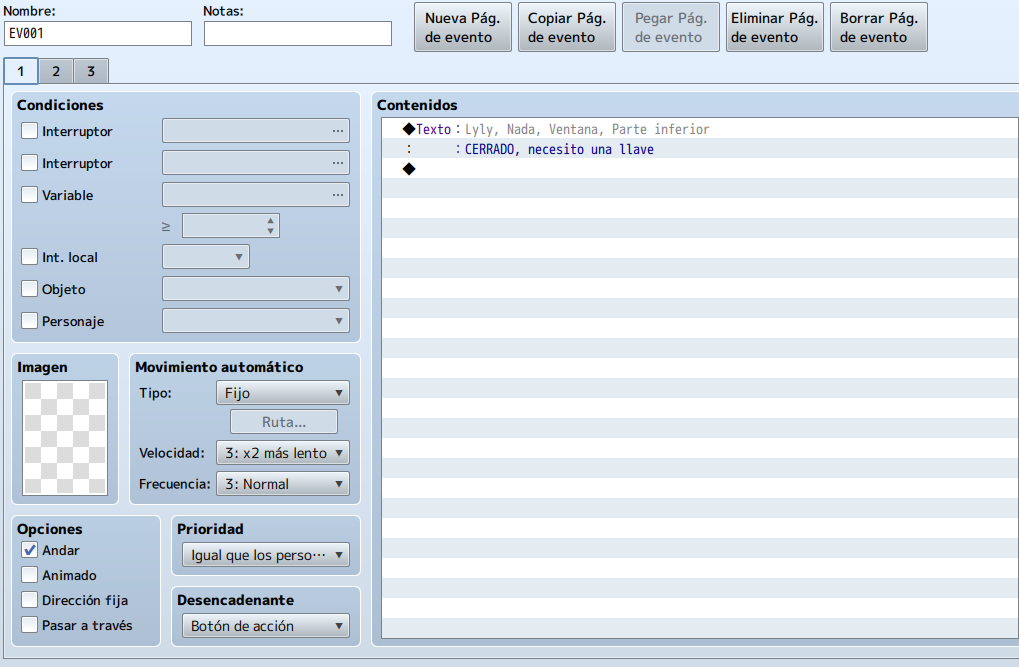 Nombre:
Notas:
EV001
Nueva Pág. de evento
Copiar Pág. de evento
Pegar Pág. de evento
Eliminar Pág. de evento
Borrar Pág. de evento
1 2 3
Condiciones
Interruptor ...
Interruptor ...
Variable ...
≥
Int. local
Objeto
Personaje
Imagen
Movimiento automático
Tipo: Fijo
Ruta...
Velocidad: 3: x2 más lento
Frecuencia: 3: Normal
Opciones
Andar
Animado
Dirección fija
Pasar a través
Prioridad
Igual que los perso...
Desencadenante
Botón de acción
Contenidos
◆Texto : Lyly, Nada, Ventana, Parte inferior
: : CERRADO, necesito una llave
◆